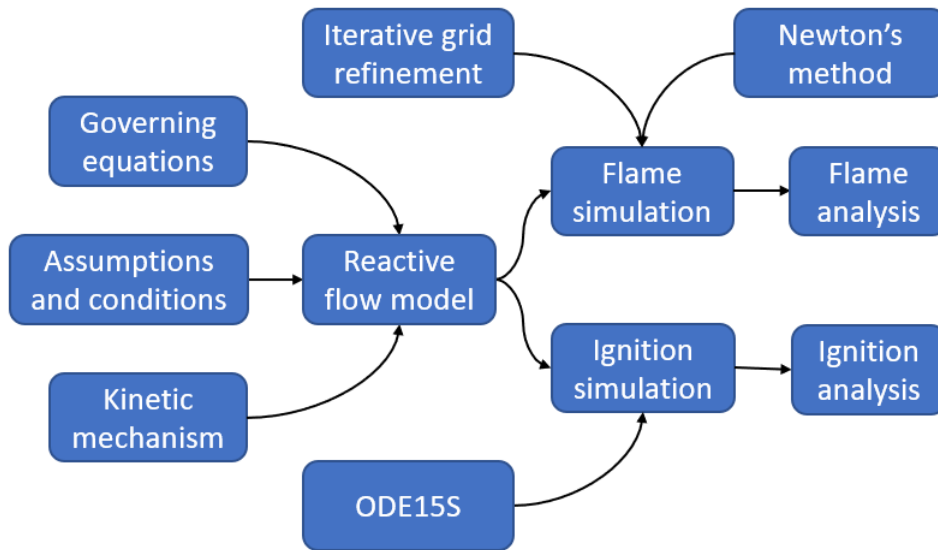 Iterative grid
refinement
Newton’s
method
Governing
equations
Flame
simulation
Flame
analysis
Assumptions
and conditions
Reactive
flow model
Ignition
simulation
Ignition
analysis
Kinetic
mechanism
ODE15S